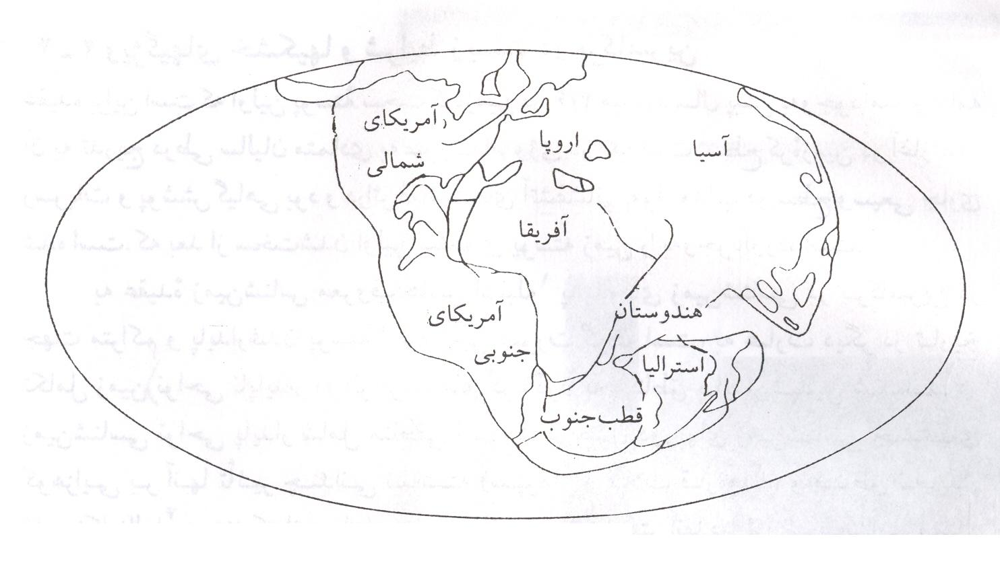 آمریکای
شمالی
اروپا
آسیا
آفریقا
آمریکای
جنوبی
هندوستان
استرالیا
قطب جنوب